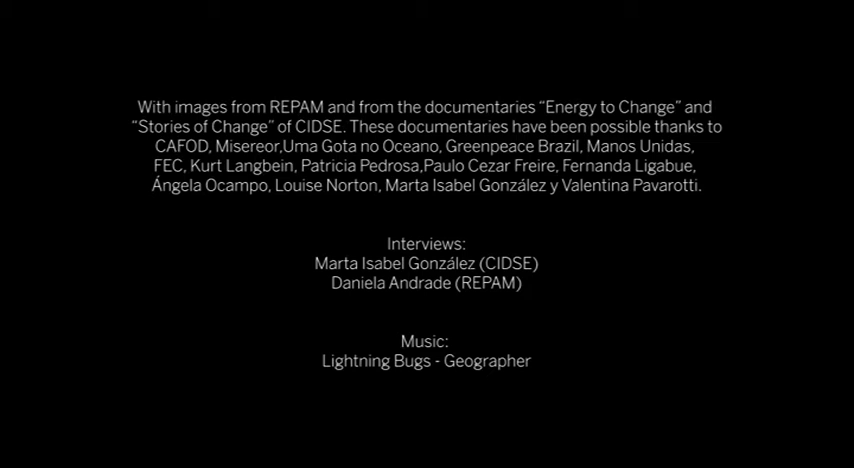 With images from REPAM and from the documentaries “Energy to Change” and
“Stories of Change” of CIDSE. These documentaries have been possible thanks to
CAFOD, Misereor,Uma Gota no Oceano, Greenpeace Brazil, Manos Unidas,
FEC, Kurt Langbein, Patricia Pedrosa,Paulo Cezar Freire, Fernanda Ligabue,
Ángela Ocampo, Louise Norton, Marta Isabel González y Valentina Pavarotti.
Interviews:
Marta Isabel González (CIDSE)
Daniela Andrade (REPAM)
Music:
Lightning Bugs - Geographer